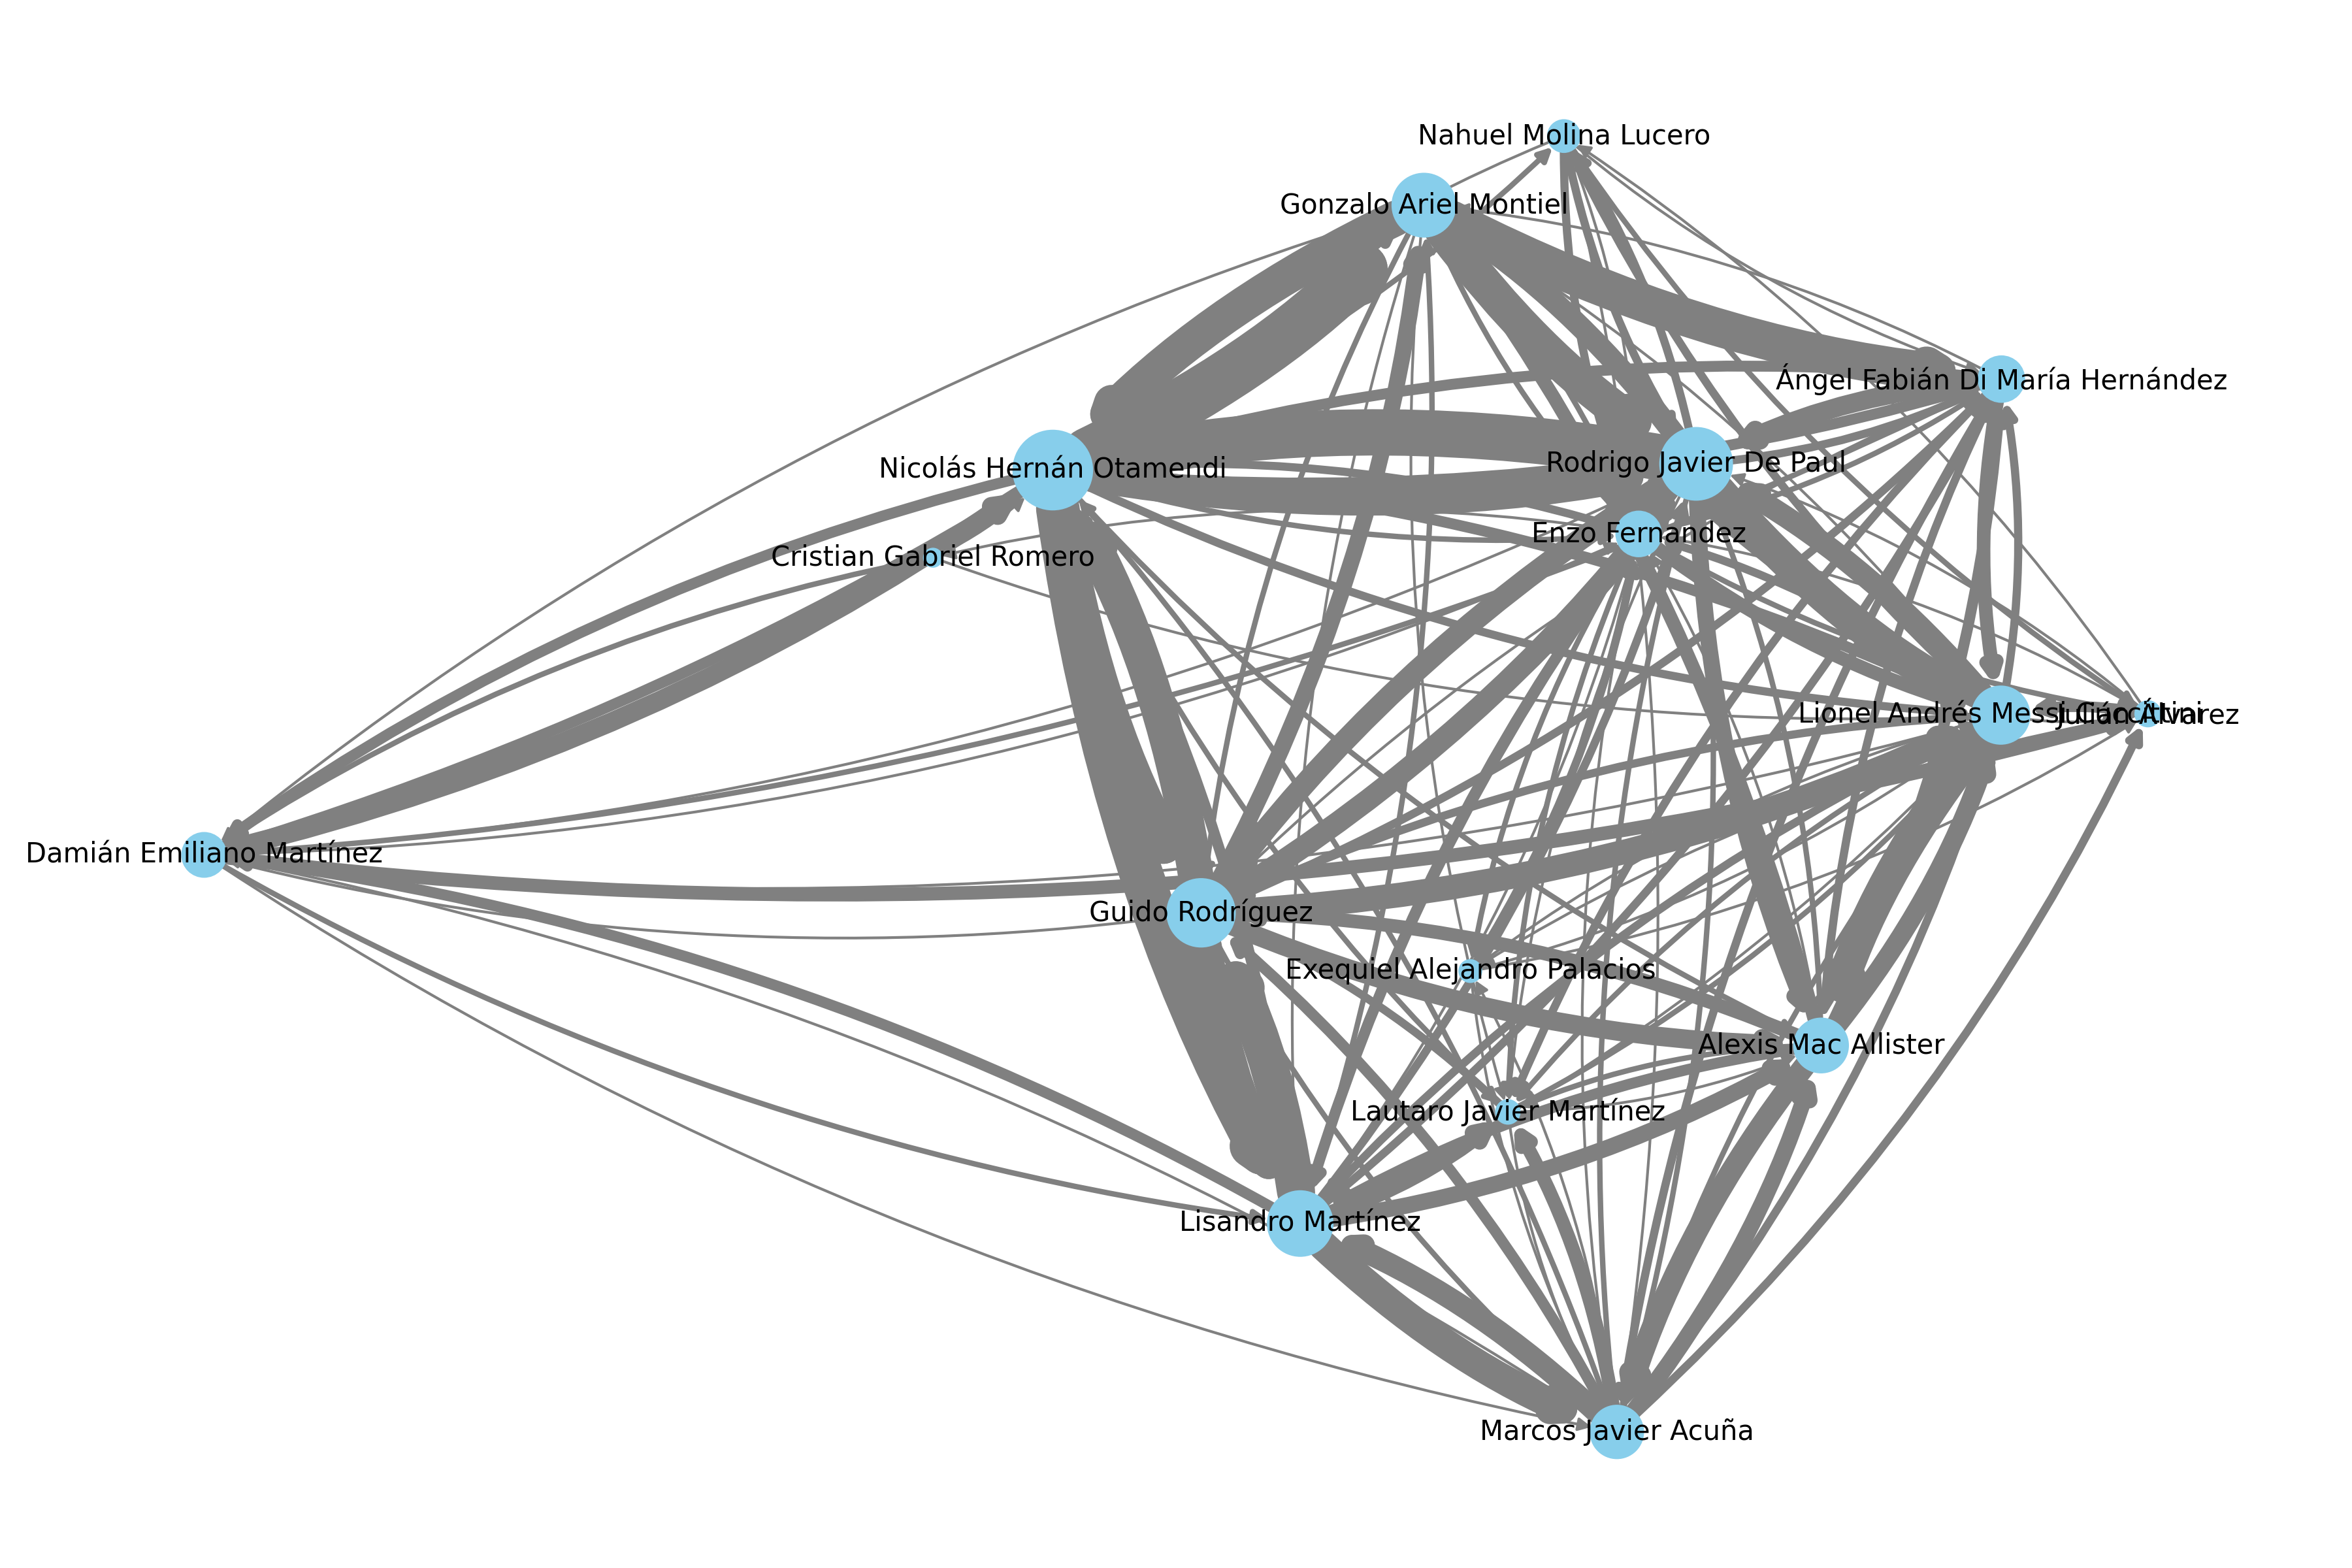 Nahuel Molina Lucero
Gonzalo Ariel Montiel
Ángel Fabián Di María Hernández
Nicolás Hernán Otamendi
Rodrigo Javier De Paul
Enzo Fernandez
Cristian Gabriel Romero
Lionel Andrés Messi Cuccittini
Julián Álvarez
Damián Emiliano Martínez
Guido Rodríguez
Exequiel Alejandro Palacios
Alexis Mac Allister
Lautaro Javier Martínez
Lisandro Martínez
Marcos Javier Acuña